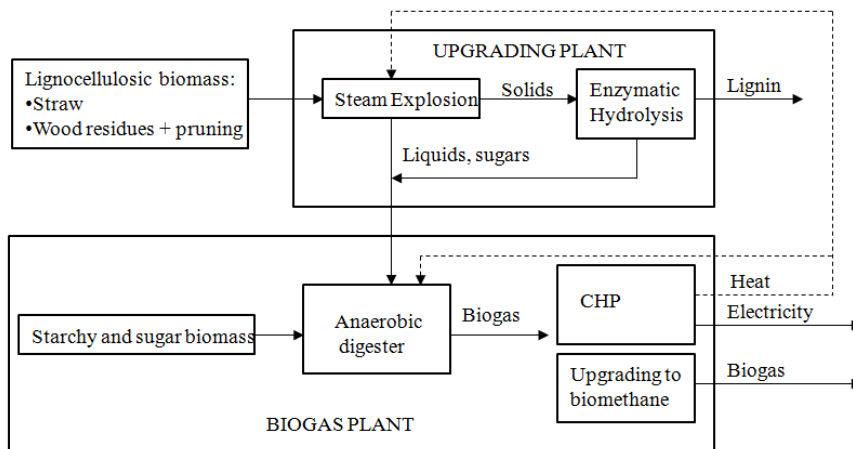 UPGRADING PLANT
Lignocellulosic biomass:
•Straw
•Wood residues + pruning
Steam Explosion
Solids
Enzymatic
Hydrolysis
Lignin
Liquids, sugars
Starchy and sugar biomass
Anaerobic
digester
Biogas
CHP
Heat
Electricity
Upgrading to
biomethane
Biogas
BIOGAS PLANT